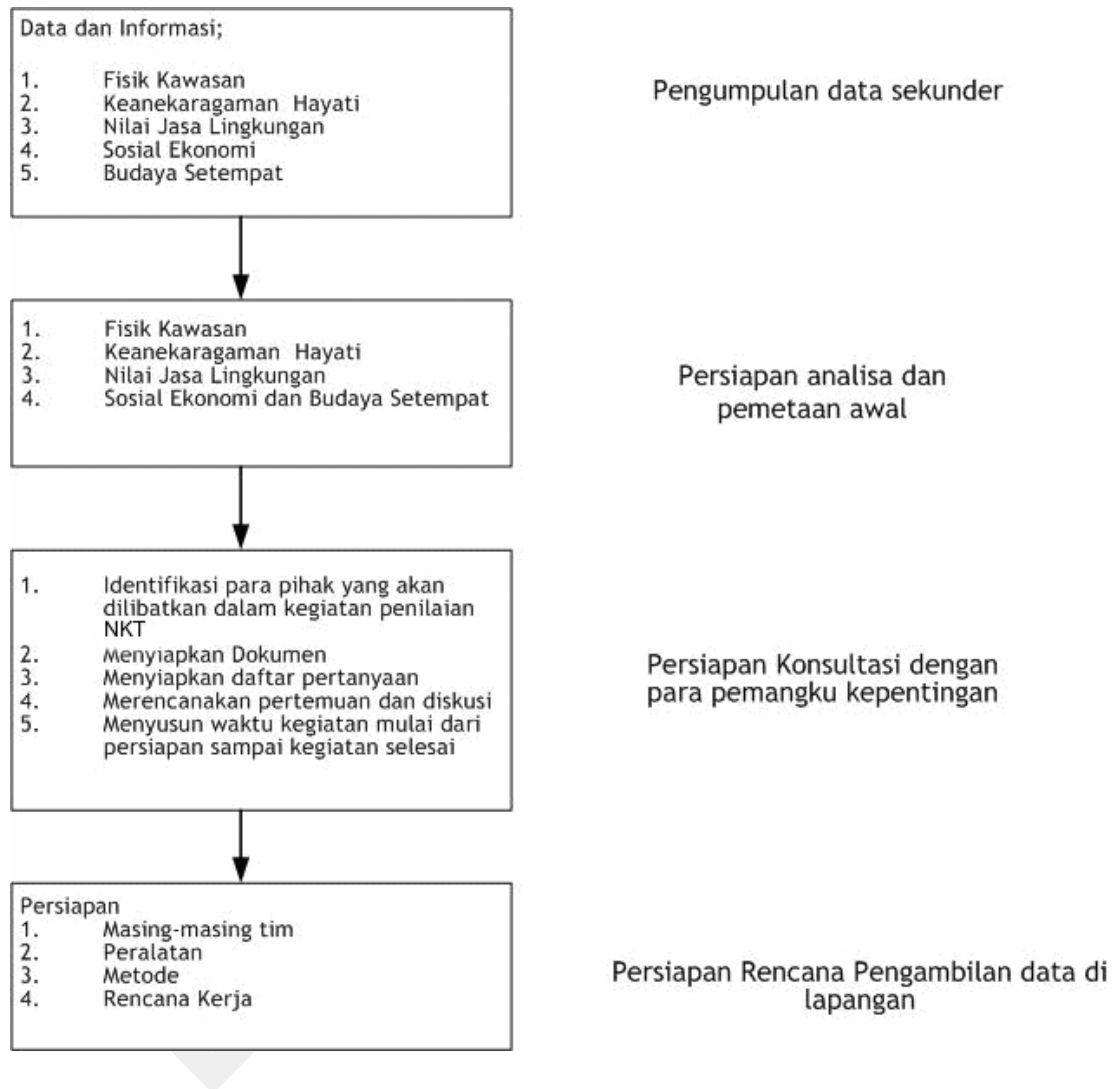 Data dan Informasi;
1. Fisik Kawasan
2. Keanekaragaman Hayati
3. Nilai Jasa Lingkungan
4. Sosial Ekonomi
5. Budaya Setempat
Pengumpulan data sekunder
1. Fisik Kawasan
2. Keanekaragaman Hayati
3. Nilai Jasa Lingkungan
4. Sosial Ekonomi dan Budaya Setempat
Persiapan analisa dan
pemetaan awal
1. Identifikasi para pihak yang akan
dilibatkan dalam kegiatan penilaian
NKT
2. Menyiapkan Dokumen
3. Menyiapkan daftar pertanyaan
4. Merencanakan pertemuan dan diskusi
5. Menyusun waktu kegiatan mulai dari
persiapan sampai kegiatan selesai
Persiapan Konsultasi dengan
para pemangku kepentingan
Persiapan
1. Masing-masing tim
2. Peralatan
3. Metode
4. Rencana Kerja
Persiapan Rencana Pengambilan data di
lapangan